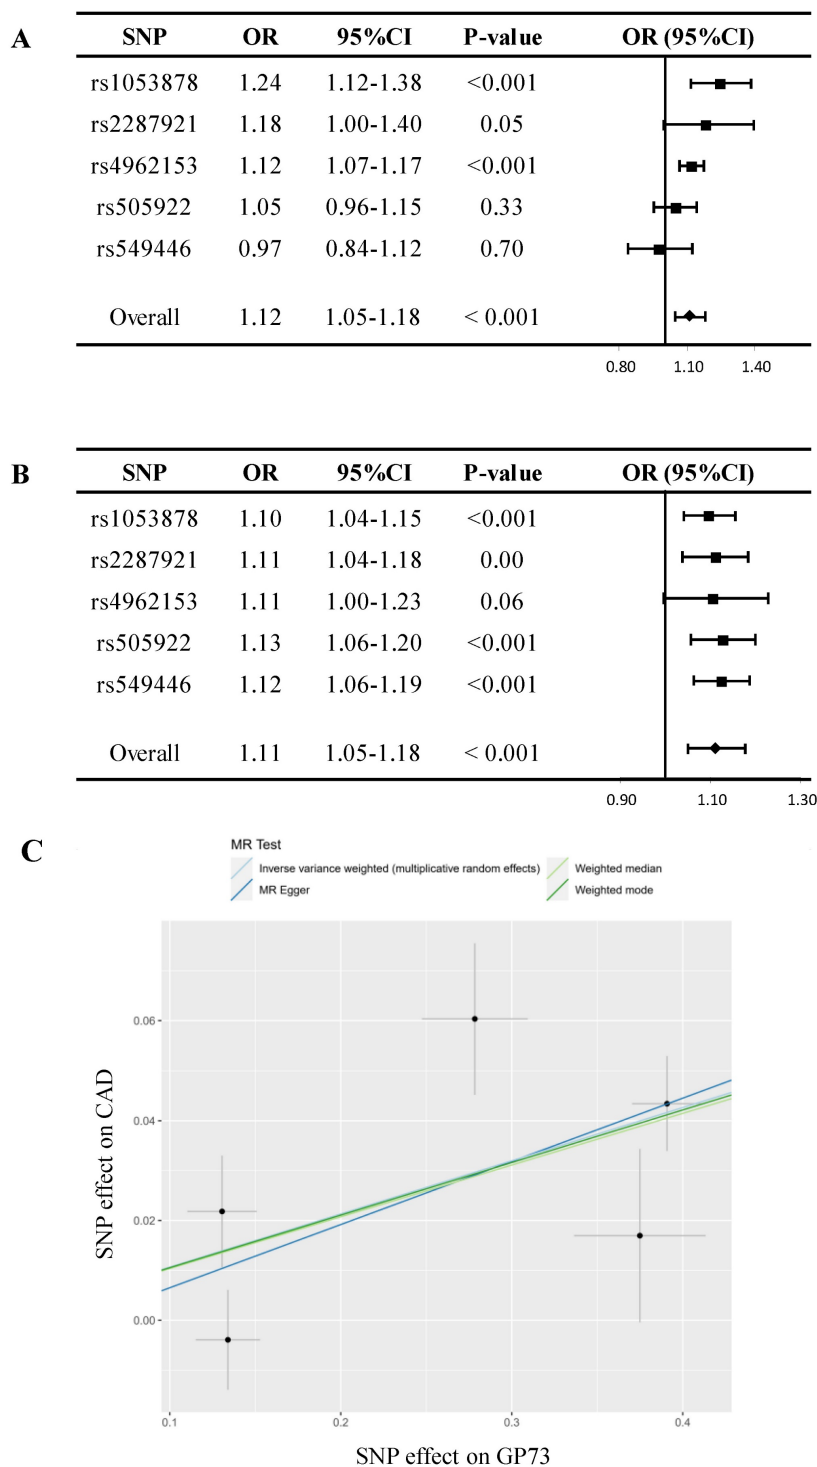 A
SNP OR 95%CI P-value OR (95%CI)
rs1053878 1.24 1.12-1.38 <0.001
rs2287921 1.18 1.00-1.40 0.05
rs4962153 1.12 1.07-1.17 <0.001
rs505922 1.05 0.96-1.15 0.33
rs549446 0.97 0.84-1.12 0.70
Overall 1.12 1.05-1.18 < 0.001
0.80 1.10 1.40
B
SNP OR 95%CI P-value OR (95%CI)
rs1053878 1.10 1.04-1.15 <0.001
rs2287921 1.11 1.04-1.18 0.00
rs4962153 1.11 1.00-1.23 0.06
rs505922 1.13 1.06-1.20 <0.001
rs549446 1.12 1.06-1.19 <0.001
Overall 1.11 1.05-1.18 < 0.001
0.90 1.10 1.30
C
MR Test
Inverse variance weighted (multiplicative random effects) Weighted median
MR Egger Weighted mode
SNP effect on CAD
0.06
0.04
0.02
0.00
0.1 0.2 0.3 0.4
SNP effect on GP73